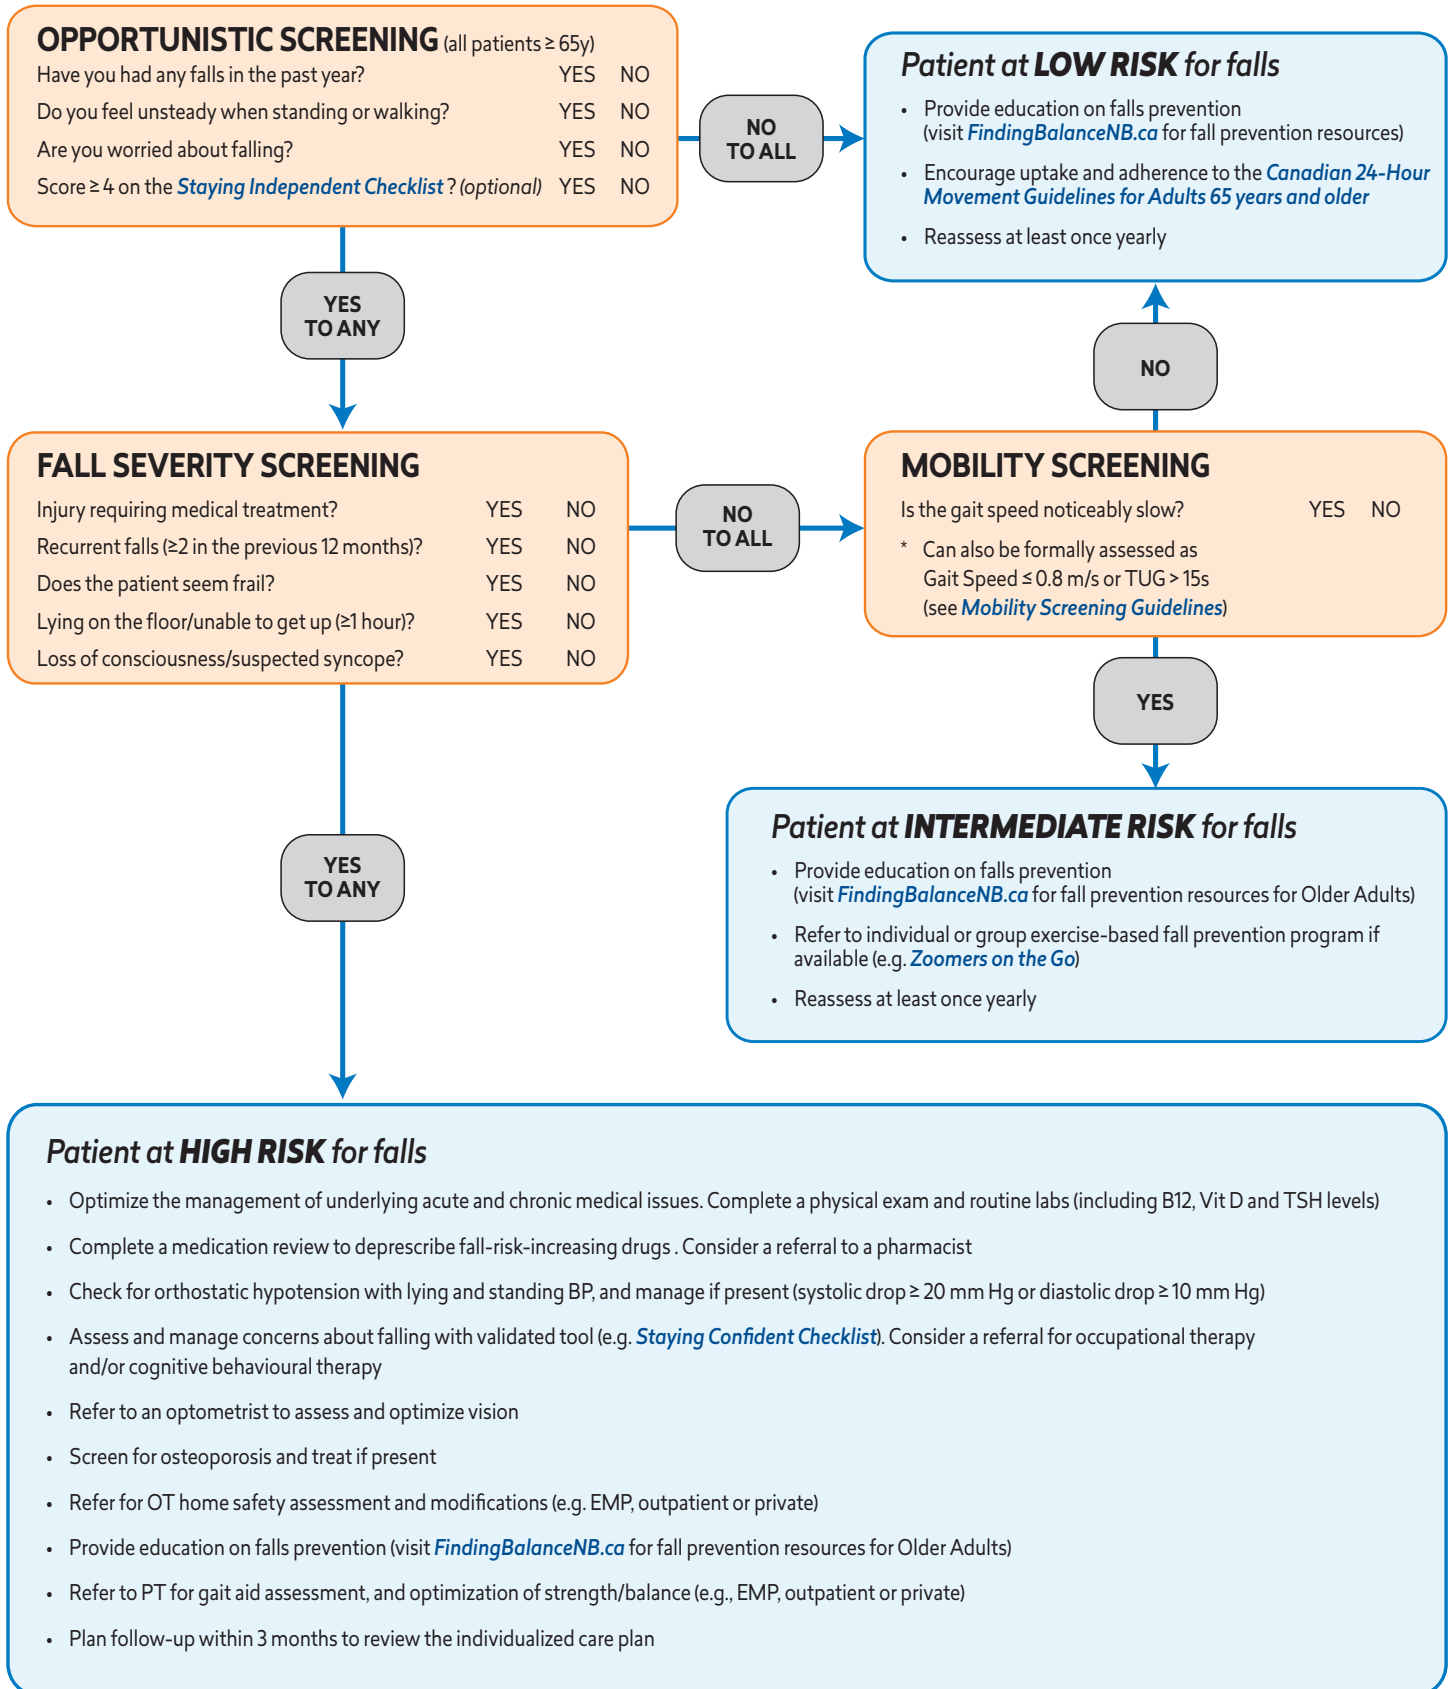 OPPORTUNISTIC SCREENING (all patients ≥ 65y)
Have you had any falls in the past year? YES NO
Do you feel unsteady when standing or walking? YES NO
Are you worried about falling? YES NO
Score ≥ 4 on the Staying Independent Checklist ? (optional) YES NO
NO
TO ALL
Patient at LOW RISK for falls
• Provide education on falls prevention
(visit FindingBalanceNB.ca for fall prevention resources)
• Encourage uptake and adherence to the Canadian 24-Hour
Movement Guidelines for Adults 65 years and older
• Reassess at least once yearly
YES
TO ANY
NO
FALL SEVERITY SCREENING
Injury requiring medical treatment? YES NO
Recurrent falls (≥2 in the previous 12 months)? YES NO
Does the patient seem frail? YES NO
Lying on the floor/unable to get up (≥1 hour)? YES NO
Loss of consciousness/suspected syncope? YES NO
NO
TO ALL
MOBILITY SCREENING
Is the gait speed noticeably slow? YES NO
* Can also be formally assessed as
Gait Speed ≤ 0.8 m/s or TUG > 15s
(see Mobility Screening Guidelines)
YES
Patient at INTERMEDIATE RISK for falls
• Provide education on falls prevention
(visit FindingBalanceNB.ca for fall prevention resources for Older Adults)
• Refer to individual or group exercise-based fall prevention program if
available (e.g. Zoomers on the Go)
• Reassess at least once yearly
YES
TO ANY
Patient at HIGH RISK for falls
• Optimize the management of underlying acute and chronic medical issues. Complete a physical exam and routine labs (including B12, Vit D and TSH levels)
• Complete a medication review to deprescribe fall-risk-increasing drugs . Consider a referral to a pharmacist
• Check for orthostatic hypotension with lying and standing BP, and manage if present (systolic drop ≥ 20 mm Hg or diastolic drop ≥ 10 mm Hg)
• Assess and manage concerns about falling with validated tool (e.g. Staying Confident Checklist). Consider a referral for occupational therapy
and/or cognitive behavioural therapy
• Refer to an optometrist to assess and optimize vision
• Screen for osteoporosis and treat if present
• Refer for OT home safety assessment and modifications (e.g. EMP, outpatient or private)
• Provide education on falls prevention (visit FindingBalanceNB.ca for fall prevention resources for Older Adults)
• Refer to PT for gait aid assessment, and optimization of strength/balance (e.g., EMP, outpatient or private)
• Plan follow-up within 3 months to review the individualized care plan